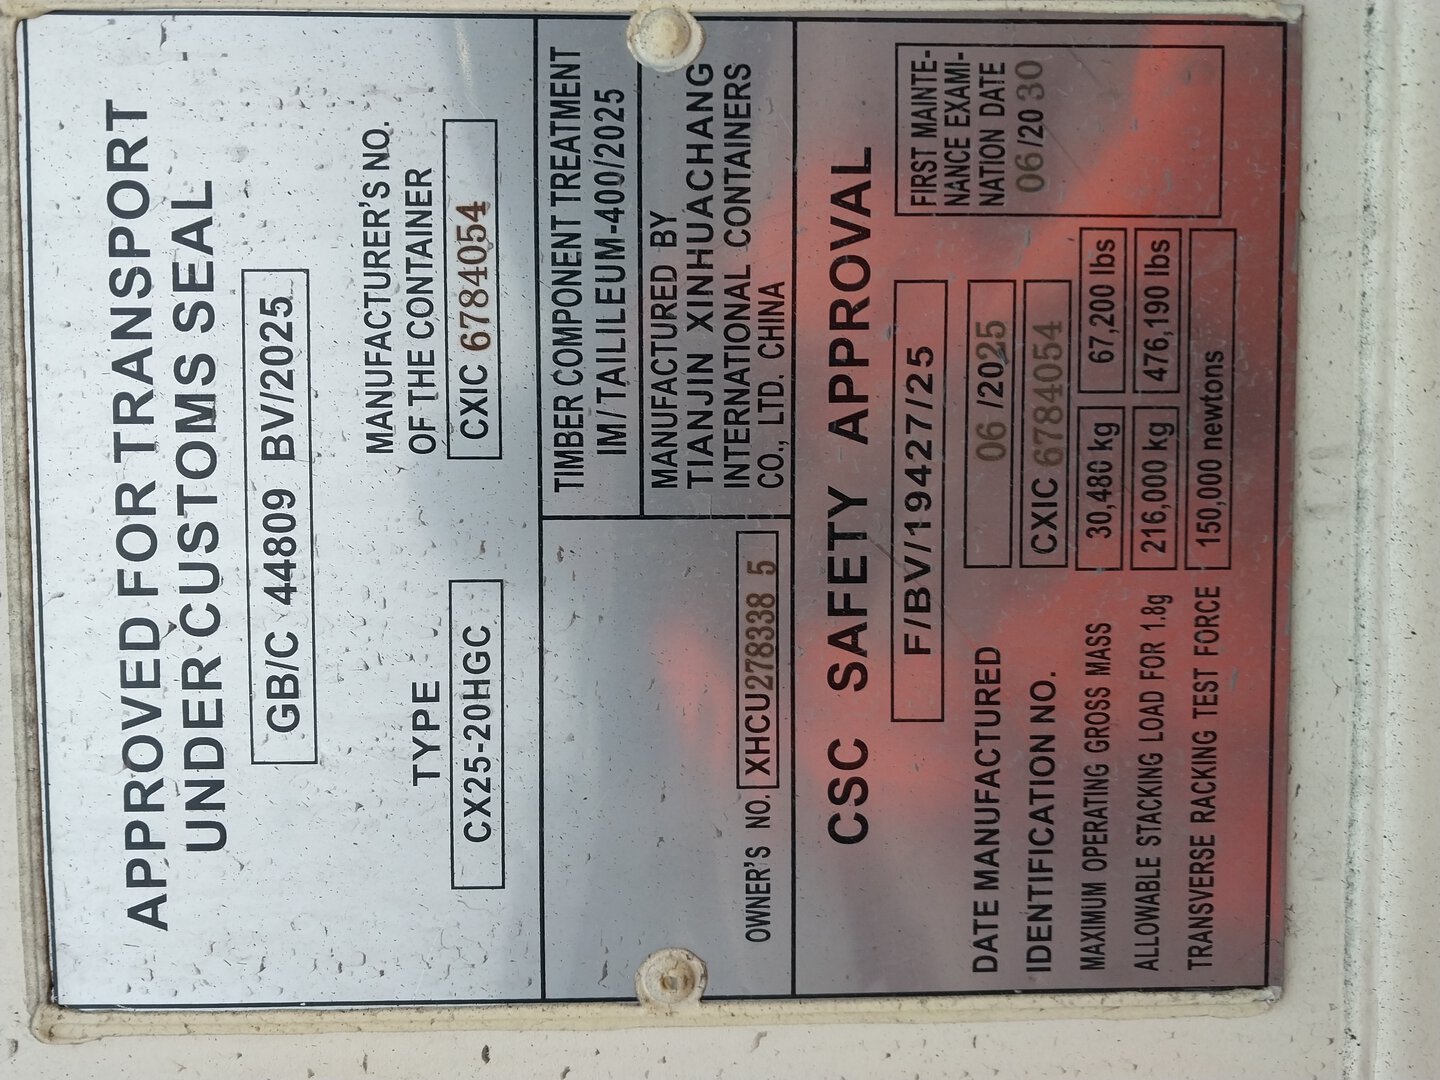 APPROVED FOR TRANSPORT
UNDER CUSTOMS SEAL
GB/C 44809 BV/2025
TYPE
CX25-20HGC
MANUFACTURER'S NO.
OF THE CONTAINER
CXIC 6784054
TIMBER COMPONENT TREATMENT
IM/TAILILEUM-400/2025
MANUFACTURED BY
TIANJIN XINHUACHANG
INTERNATIONAL CONTAINERS
CO., LTD. CHINA
OWNER'S NO. XHCU278338 5
CSC SAFETY APPROVAL
F/BV/19427/25
DATE MANUFACTURED 06 /2025
IDENTIFICATION NO. CXIC 6784054
MAXIMUM OPERATING GROSS MASS 30,480 kg 67,200 lbs
ALLOWABLE STACKING LOAD FOR 1.8g 216,000 kg 476,190 lbs
TRANSVERSE RACKING TEST FORCE 150,000 newtons
FIRST MAINTE-
NANCE EXAMI-
NATION DATE
06/20 30